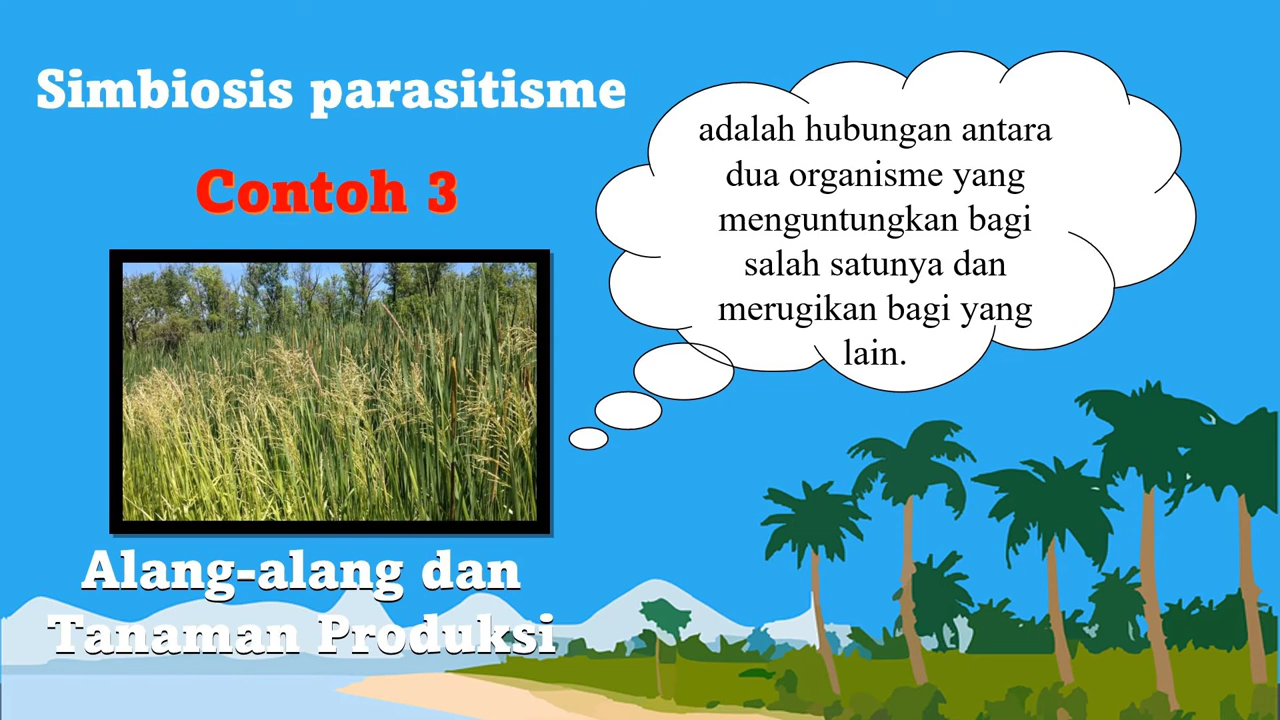 Simbiosis parasitisme
Contoh 3
adalah hubungan antara
dua organisme yang
menguntungkan bagi
salah satunya dan
merugikan bagi yang
lain.
Alang-alang dan
Tanaman Produksi